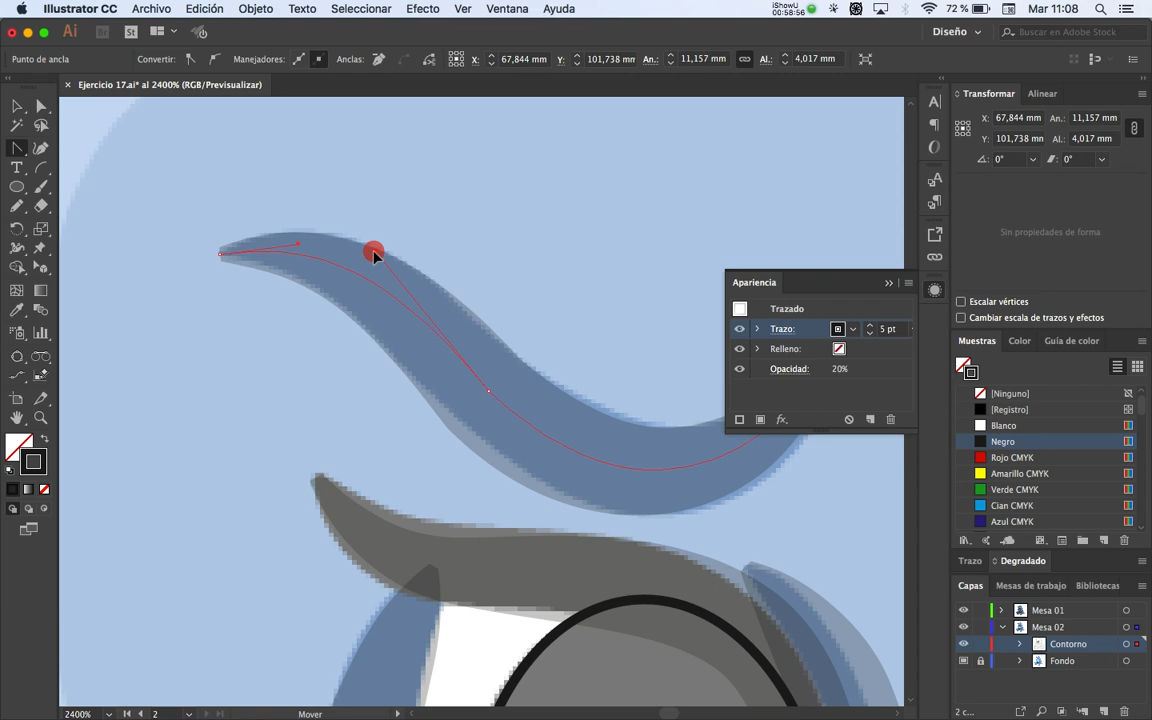 Illustrator CC Archivo Edición Objeto Texto Seleccionar Efecto Ver Ventana Ayuda iShowU 00:58:56 72 % Mar 11:08
Ai Br St Diseño Buscar en Adobe Stock
Punto de ancla Convertir: Manejadores: Anclas: X: 67,844 mm Y: 101,738 mm An.: 11,157 mm Al.: 4,017 mm
Ejercicio 17.ai* al 2400% (RGB/Previsualizar)
Transformar Alinear
X: 67,844 mm An.: 11,157 mm
Y: 101,738 mm Al.: 4,039 mm
0° 0°
Sin propiedades de forma
Escalar vértices
Cambiar escala de trazos y efectos
Apariencia
Trazado
Trazo: 5 pt
Relleno:
Opacidad: 20%
fx
Muestras Color Guía de color
[Ninguno]
[Registro]
Blanco
Negro
Rojo CMYK
Amarillo CMYK
Verde CMYK
Cian CMYK
Azul CMYK
Trazo Degradado
Capas Mesas de trabajo Bibliotecas
Mesa 01
Mesa 02
Contorno
Fondo
2400% 2 Mover 2 c...